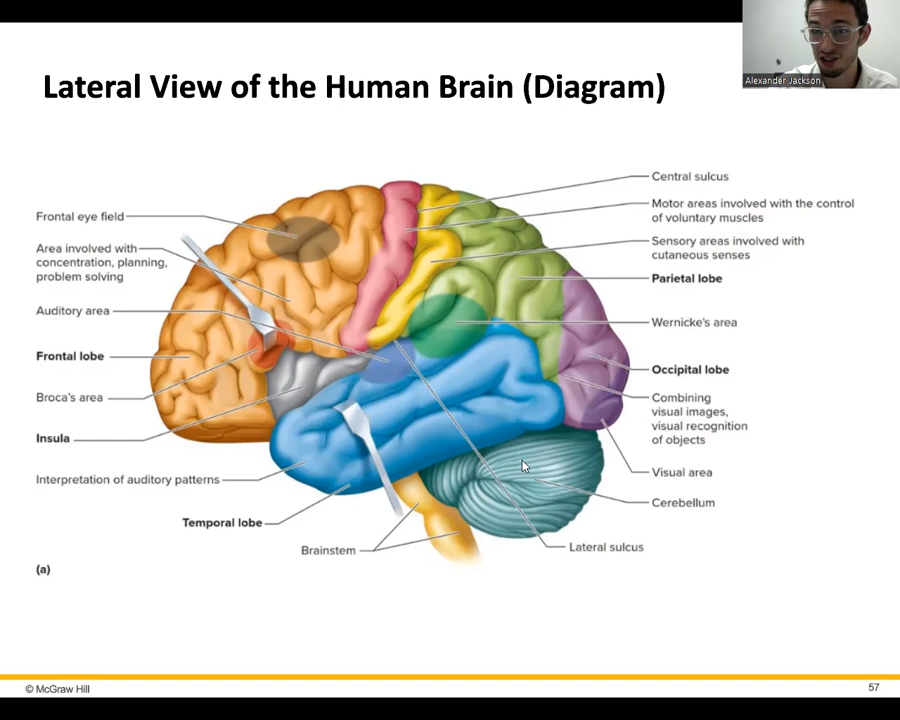 Alexander Jackson
Lateral View of the Human Brain (Diagram)
Frontal eye field
Area involved with
concentration, planning,
problem solving
Auditory area
Frontal lobe
Broca's area
Insula
Interpretation of auditory patterns
Temporal lobe
Brainstem
(a)
Central sulcus
Motor areas involved with the control
of voluntary muscles
Sensory areas involved with
cutaneous senses
Parietal lobe
Wernicke's area
Occipital lobe
Combining
visual images,
visual recognition
of objects
Visual area
Cerebellum
Lateral sulcus
© McGraw Hill
57